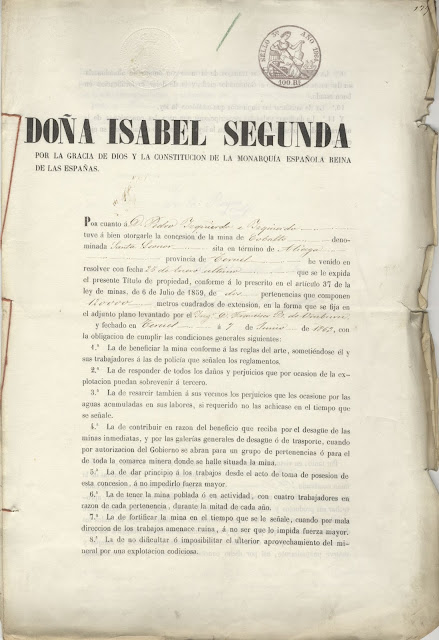 SELLO 3º AÑO
100 Rs
DOÑA ISABEL SEGUNDA
POR LA GRACIA DE DIOS Y LA CONSTITUCION DE LA MONARQUÍA ESPAÑOLA REINA
DE LAS ESPAÑAS.
Por cuanto á D. Pedro Izquierdo é Izquierdo
tuve á bien otorgarle la concesion de la mina de Cobalto deno-
minada sita en término de Aliaga
provincia de Teruel he venido en
resolver con fecha 23 de Enero último que se le expida
el presente Título de propiedad, conforme á lo prescrito en el artículo 37 de la
ley de minas, de 6 de Julio de 1859, de dos pertenencias que componen
120000 metros cuadrados de extension, en la forma que se fija en
el adjunto plano levantado por el Ingº D. Francisco
y fechado en Teruel á 9 de Junio de 1862, con
la obligacion de cumplir las condiciones generales siguientes:
1.ª La de beneficiar la mina conforme á las reglas del arte, sometiéndose él y
sus trabajadores á las de policía que señalen los reglamentos.
2.ª La de responder de todos los daños y perjuicios que por ocasion de la ex-
plotacion puedan sobrevenir á tercero.
3.ª La de resarcir tambien á sus vecinos los perjuicios que les ocasione por las
aguas acumuladas en sus labores, si requerido no las achicase en el tiempo que
se señale.
4.ª La de contribuir en razon del beneficio que reciba por el desagüe de las
minas inmediatas, y por las galerías generales de desagüe ó de trasporte, cuando
por autorizacion del Gobierno se abran para un grupo de pertenencias ó para el
de toda la comarca minera donde se halle situada la mina.
5.ª La de dar principio á los trabajos desde el acto de toma de posesion de
esta concesion, á no impedirlo fuerza mayor.
6.ª La de tener la mina poblada ó en actividad, con cuatro trabajadores en
razon de cada pertenencia, durante la mitad de cada año.
7.ª La de fortificar la mina en el tiempo que se le señale, cuando por mala
direccion de los trabajos amenace ruina, á no ser que lo impida fuerza mayor.
8.ª La de no dificultar ó imposibilitar el ulterior aprovechamiento del mi-
neral por una explotacion codiciosa.